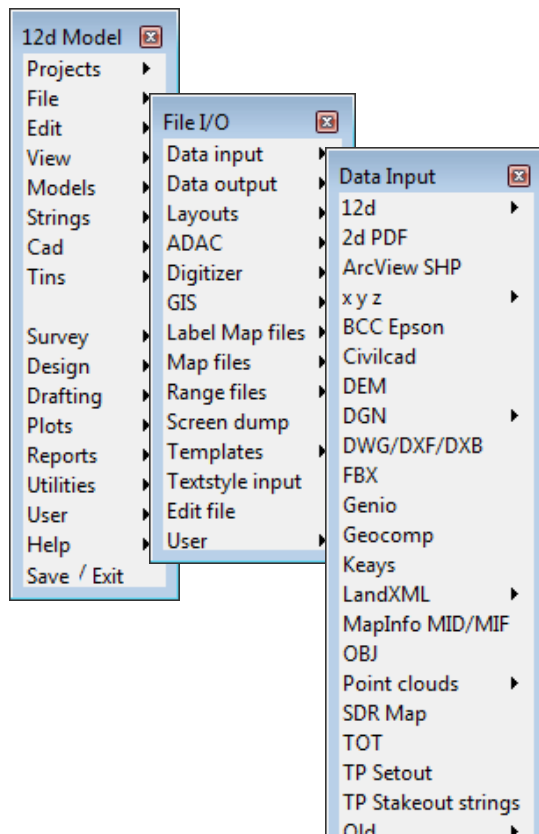 12d Model
Projects
File
Edit
View
Models
Strings
Cad
Tins
Survey
Design
Drafting
Plots
Reports
Utilities
User
Help
Save / Exit
File I/O
Data input
Data output
Layouts
ADAC
Digitizer
GIS
Label Map files
Map files
Range files
Screen dump
Templates
Textstyle input
Edit file
User
Data Input
12d
2d PDF
ArcView SHP
x y z
BCC Epson
Civilcad
DEM
DGN
DWG/DXF/DXB
FBX
Genio
Geocomp
Keays
LandXML
MapInfo MID/MIF
OBJ
Point clouds
SDR Map
TOT
TP Setout
TP Stakeout strings
Old